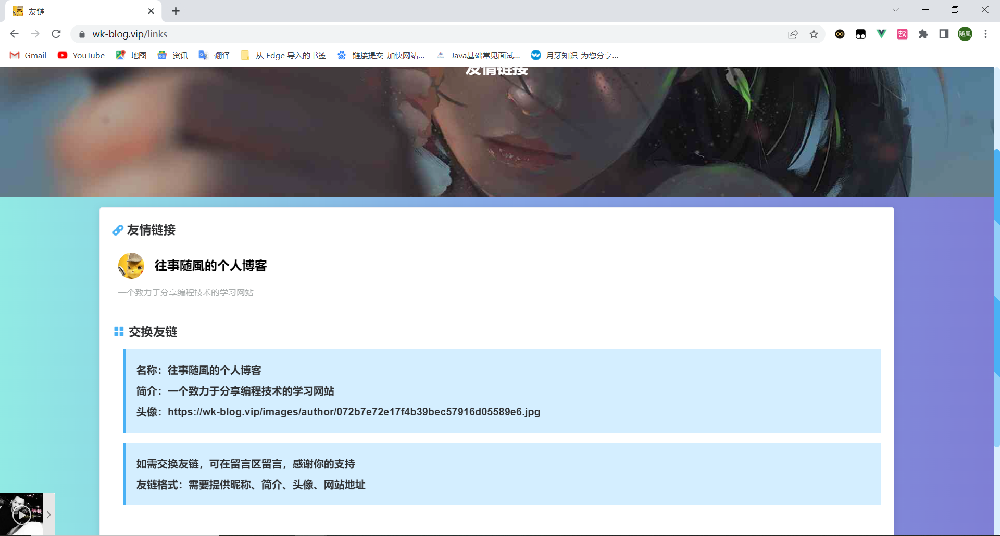 友链
wk-blog.vip/links
随風
Gmail
YouTube
地图
资讯
翻译
从 Edge 导入的书签
链接提交_加快网站...
Java基础常见面试...
月牙知识-为您分享...
友情链接
友情链接
往事随風的个人博客
一个致力于分享编程技术的学习网站
交换友链
名称：往事随風的个人博客
简介：一个致力于分享编程技术的学习网站
头像：https://wk-blog.vip/images/author/072b7e72e17f4b39bec57916d05589e6.jpg
如需交换友链，可在留言区留言，感谢你的支持
友链格式：需要提供昵称、简介、头像、网站地址